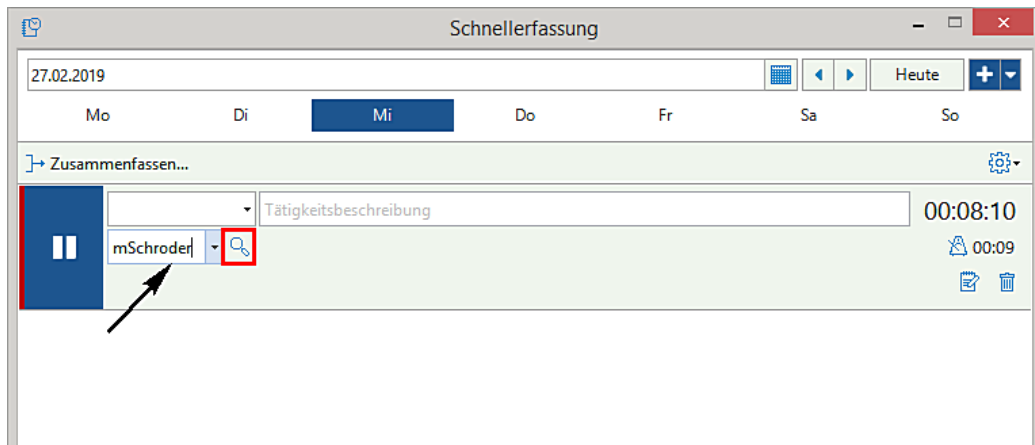 Schnellerfassung
27.02.2019 Heute
Mo Di Mi Do Fr Sa So
Zusammenfassen...
Tätigkeitsbeschreibung 00:08:10
mSchroder 00:09